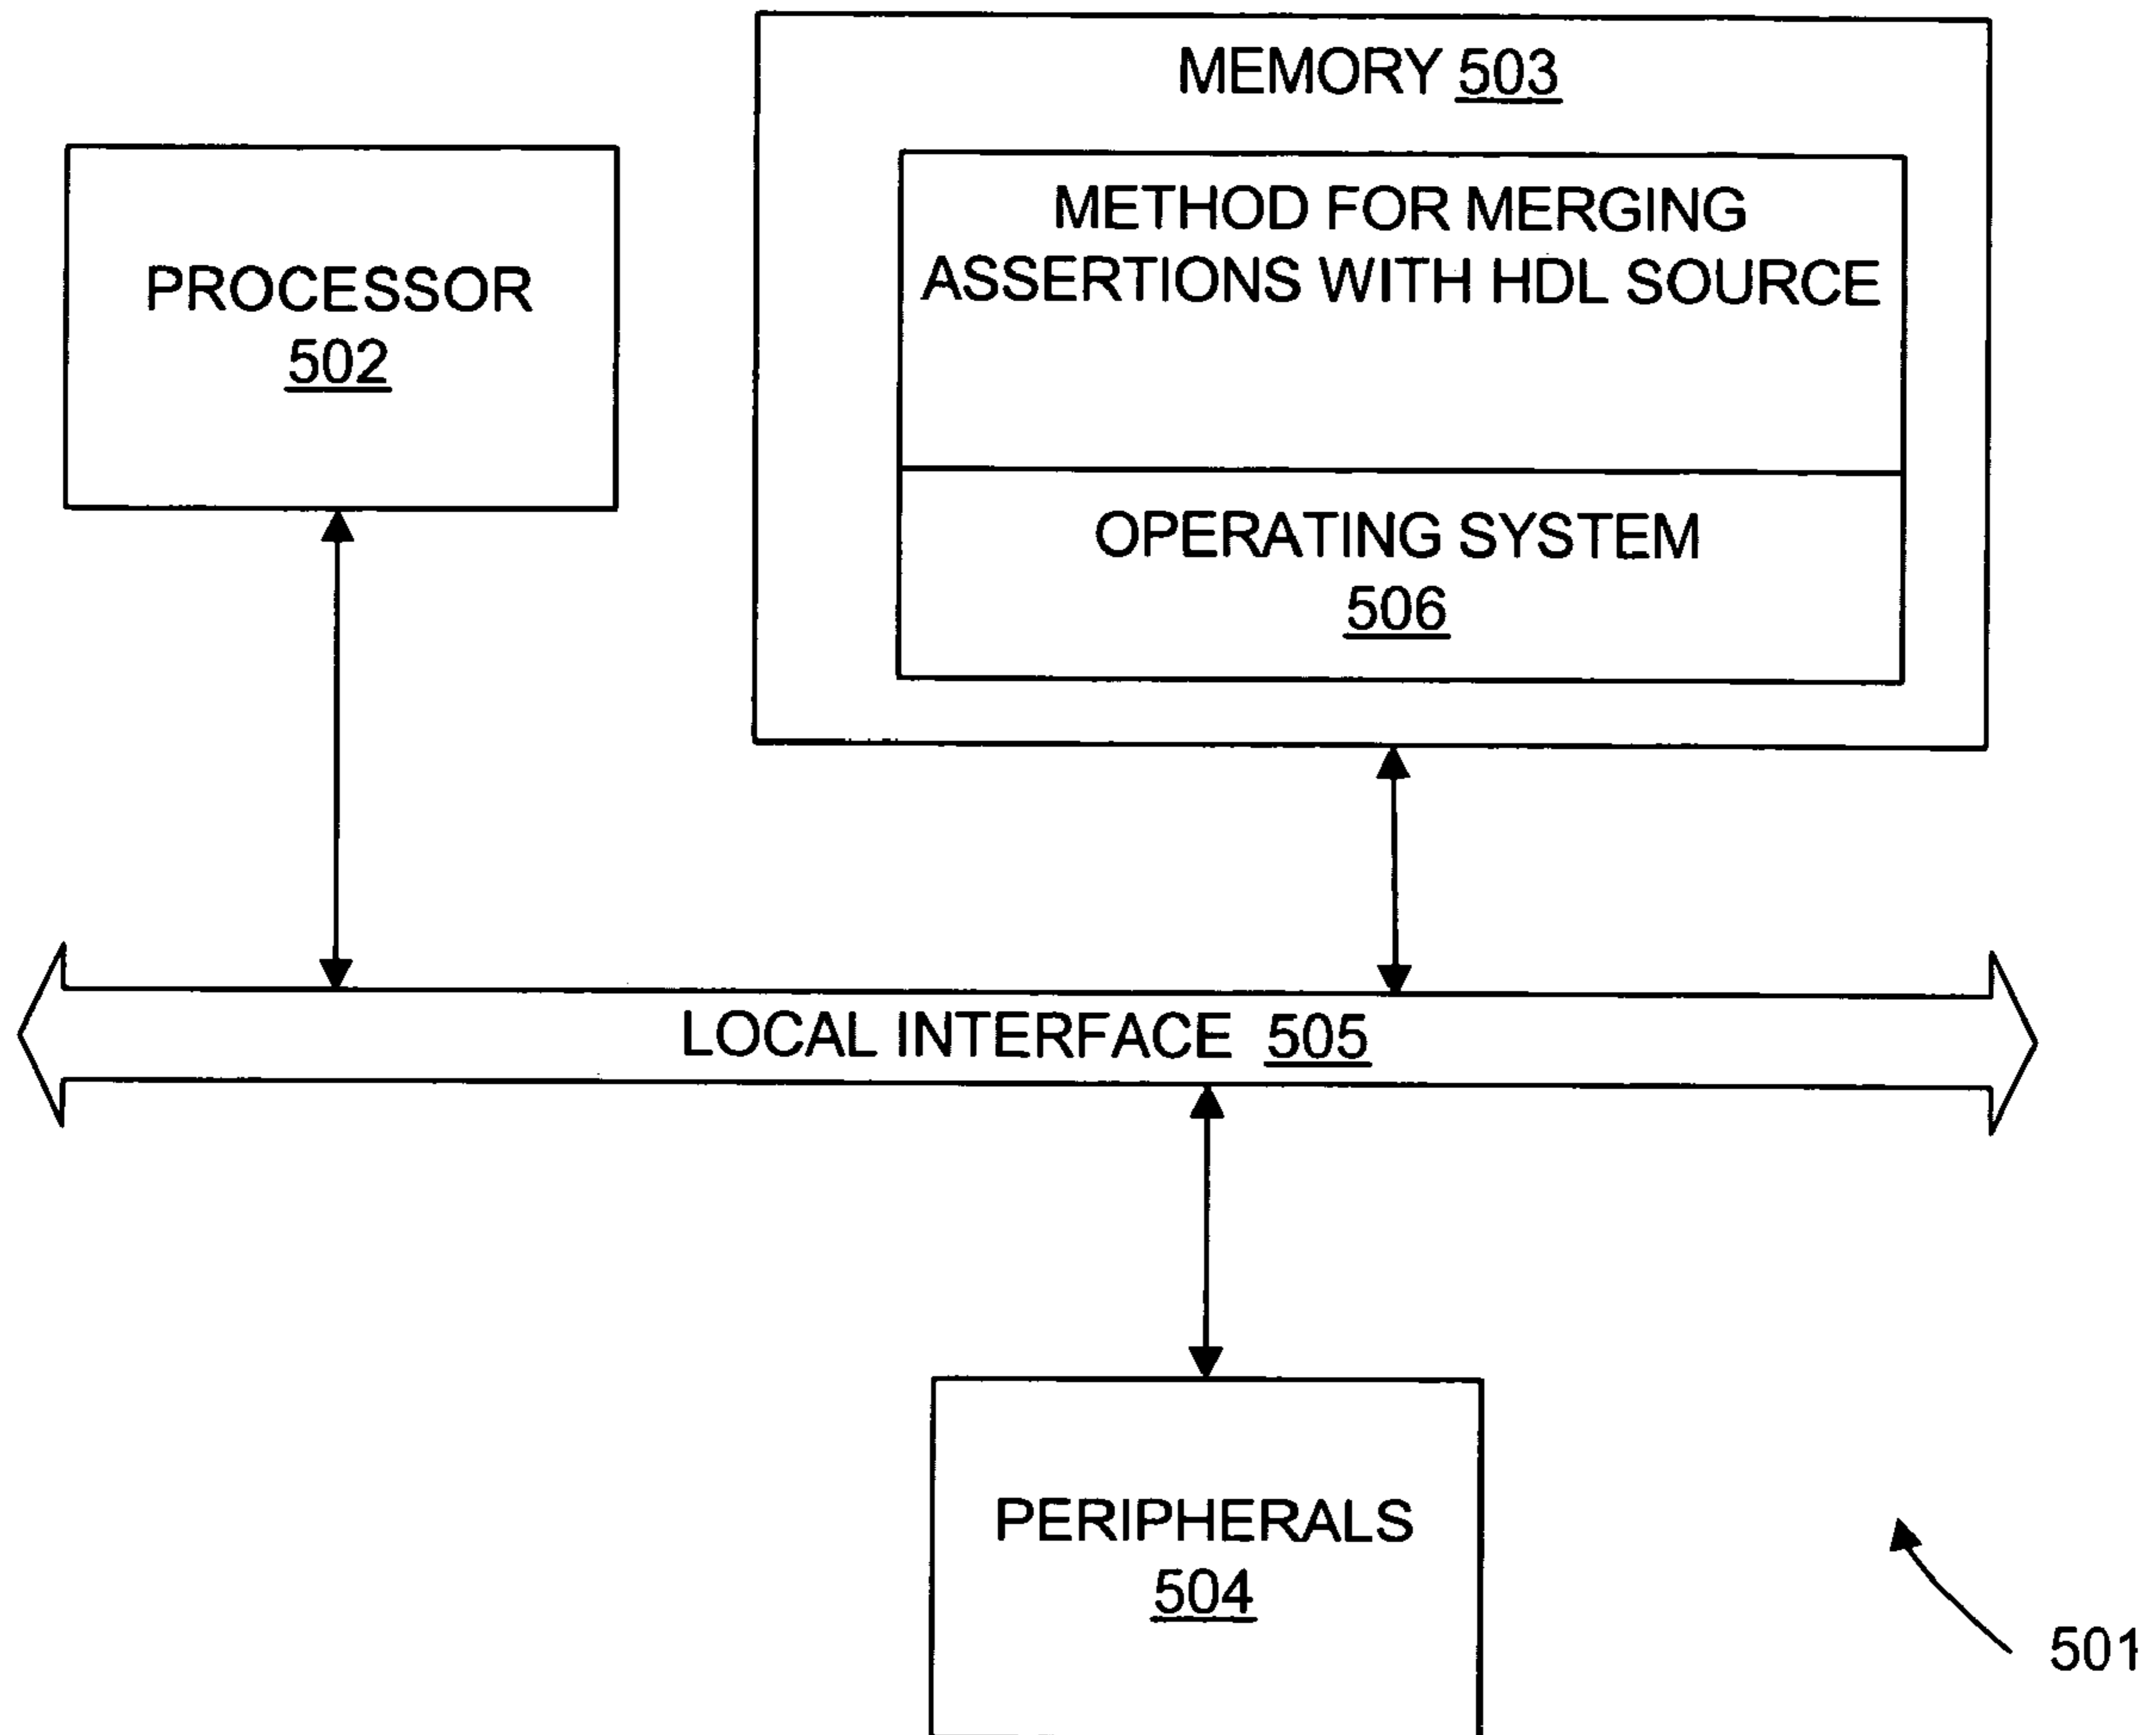 MEMORY 503
METHOD FOR MERGING
ASSERTIONS WITH HDL SOURCE
PROCESSOR
502
OPERATING SYSTEM
506
LOCAL INTERFACE 505
PERIPHERALS
504
501